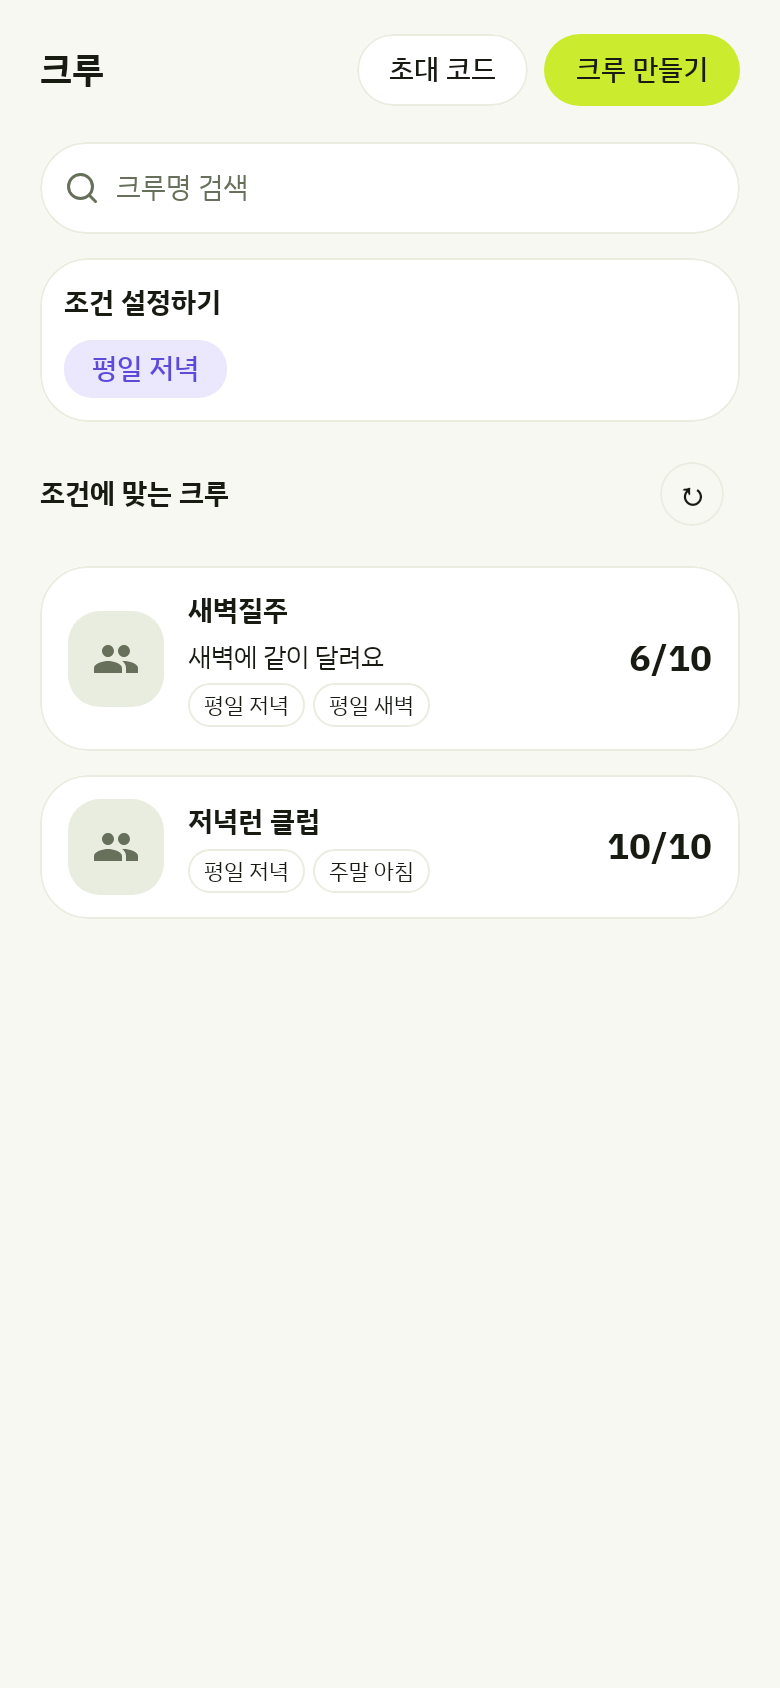 크루
초대 코드
크루 만들기
크루명 검색
조건 설정하기
평일 저녁
조건에 맞는 크루
새벽질주
새벽에 같이 달려요
평일 저녁
평일 새벽
6/10
저녁런 클럽
평일 저녁
주말 아침
10/10